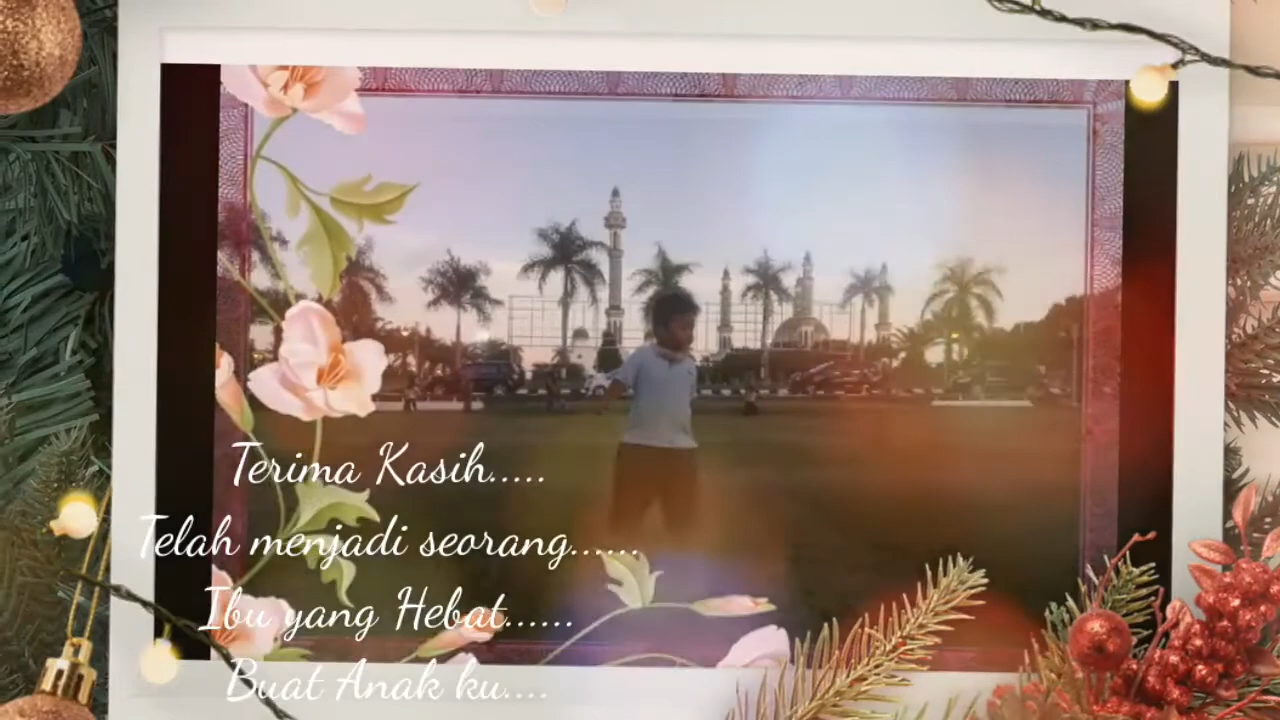 Terima Kasih.....
Telah menjadi seorang......
Ibu yang Hebat......
Buat Anak ku....